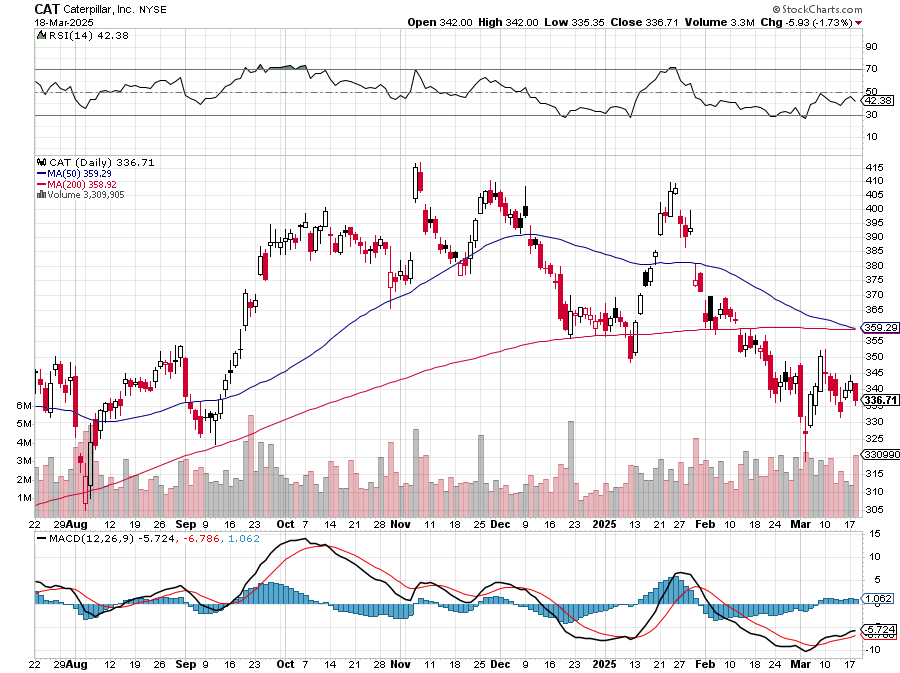 CAT Caterpillar, Inc. NYSE © StockCharts.com
18-Mar-2025 Open 342.00 High 342.00 Low 335.35 Close 336.71 Volume 3.3M Chg -5.93 (-1.73%)
RSI(14) 42.38
90
70
50
42.38
30
10
CAT (Daily) 336.71
MA(50) 359.29
MA(200) 358.92
Volume 3,309,905
415
410
405
400
395
390
385
380
375
370
365
359.29
355
350
345
340
336.71
330
325
330990
315
310
305
6M
5M
4M
3M
2M
1M
22 29 Aug 12 19 26 Sep 9 16 23 Oct 7 14 21 28 Nov 11 18 25 Dec 9 16 23 2025 13 21 27 Feb 10 18 24 Mar 10 17
MACD(12,26,9) -5.724, -6.786, 1.062
15
10
5
1.062
-5.724
-10
22 29 Aug 12 19 26 Sep 9 16 23 Oct 7 14 21 28 Nov 11 18 25 Dec 9 16 23 2025 13 21 27 Feb 10 18 24 Mar 10 17